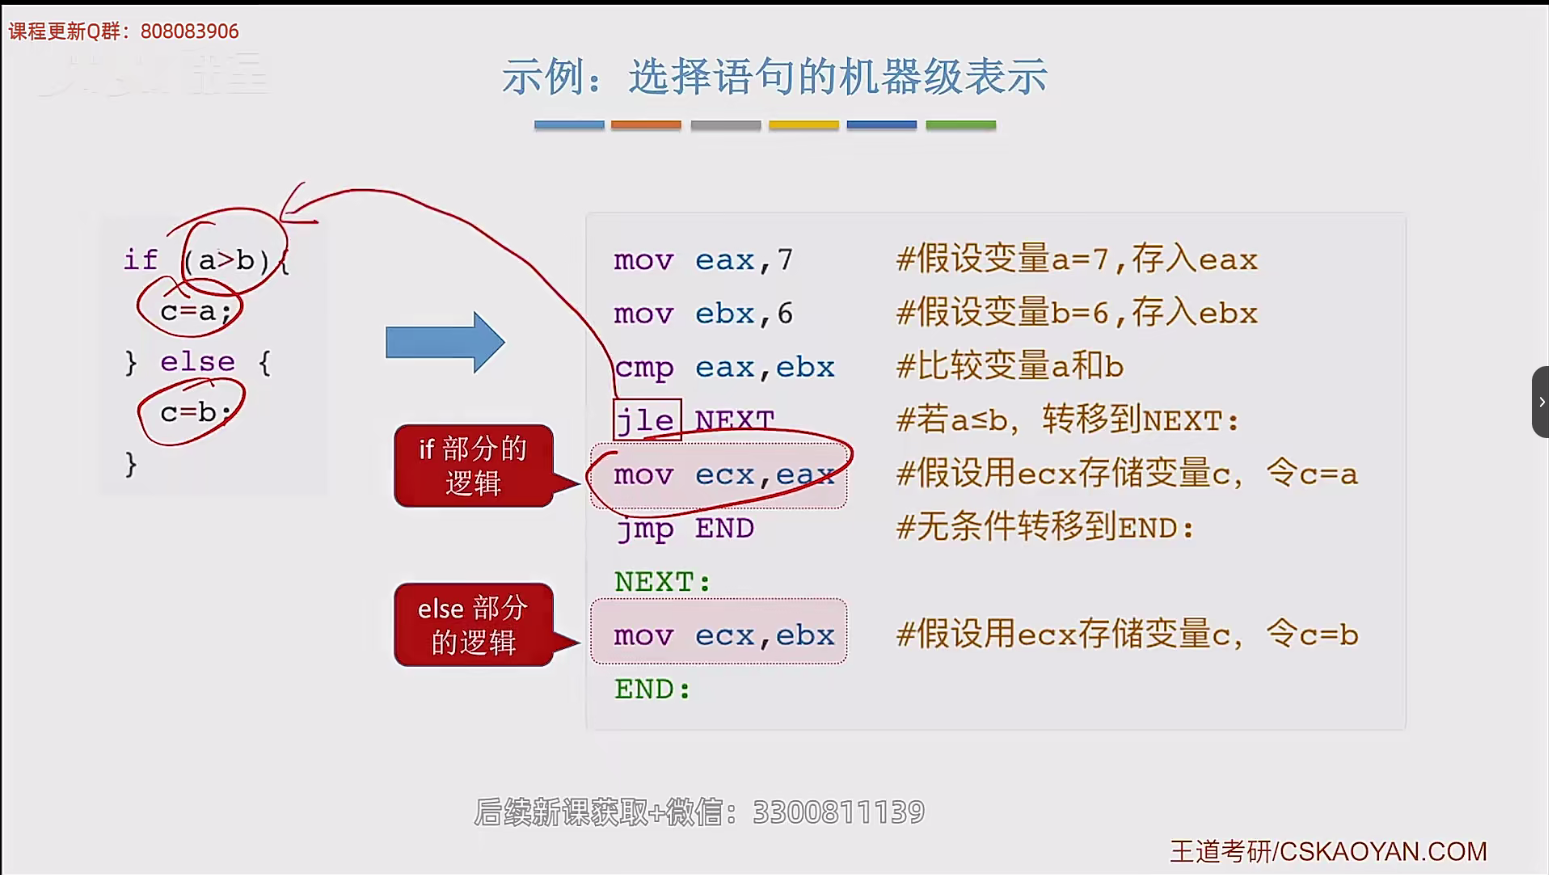 课程更新Q群：808083906
示例：选择语句的机器级表示
if (a>b){
c=a;
} else {
c=b;
}
mov eax,7 #假设变量a=7,存入eax
mov ebx,6 #假设变量b=6,存入ebx
cmp eax,ebx #比较变量a和b
jle NEXT #若a≤b，转移到NEXT:
if 部分的
逻辑
mov ecx,eax #假设用ecx存储变量c，令c=a
jmp END #无条件转移到END:
NEXT:
else 部分
的逻辑
mov ecx,ebx #假设用ecx存储变量c，令c=b
END:
后续新课获取+微信：3300811139
王道考研/CSKAOYAN.COM